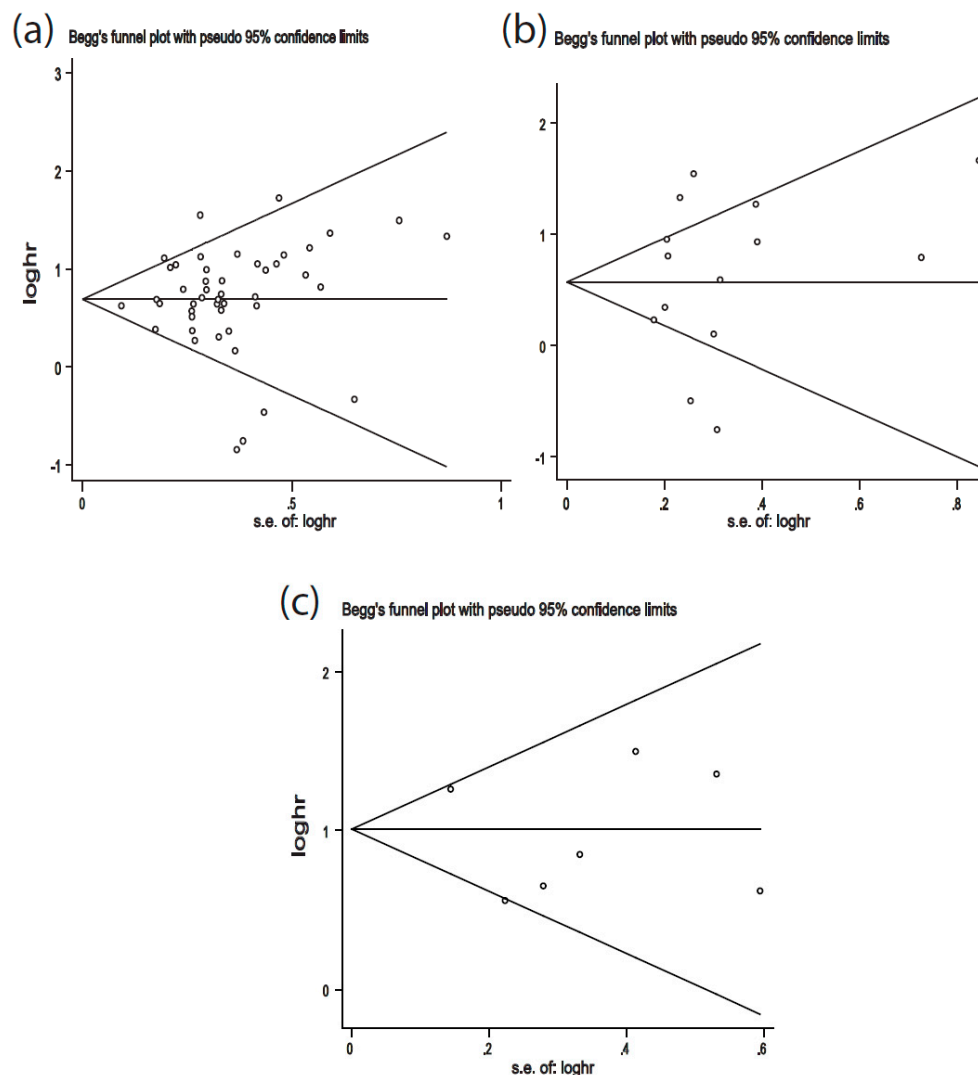 (a) Begg's funnel plot with pseudo 95% confidence limits
3
2
1
0
-1
loghr
0 .5 1
s.e. of: loghr
(b) Begg's funnel plot with pseudo 95% confidence limits
2
1
0
-1
0 .2 .4 .6 .8
s.e. of: loghr
(c) Begg's funnel plot with pseudo 95% confidence limits
2
1
0
loghr
0 .2 .4 .6
s.e. of: loghr